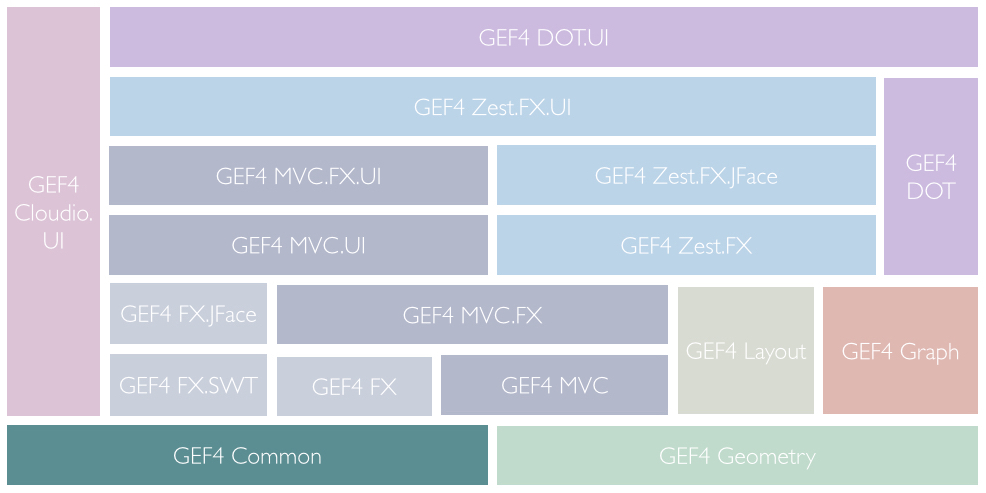 GEF4 DOT.UI
GEF4 Zest.FX.UI
GEF4
Cloudio.
UI
GEF4 MVC.FX.UI
GEF4 Zest.FX.JFace
GEF4
DOT
GEF4 MVC.UI
GEF4 Zest.FX
GEF4 FX.JFace
GEF4 MVC.FX
GEF4 Layout
GEF4 Graph
GEF4 FX.SWT
GEF4 FX
GEF4 MVC
GEF4 Common
GEF4 Geometry